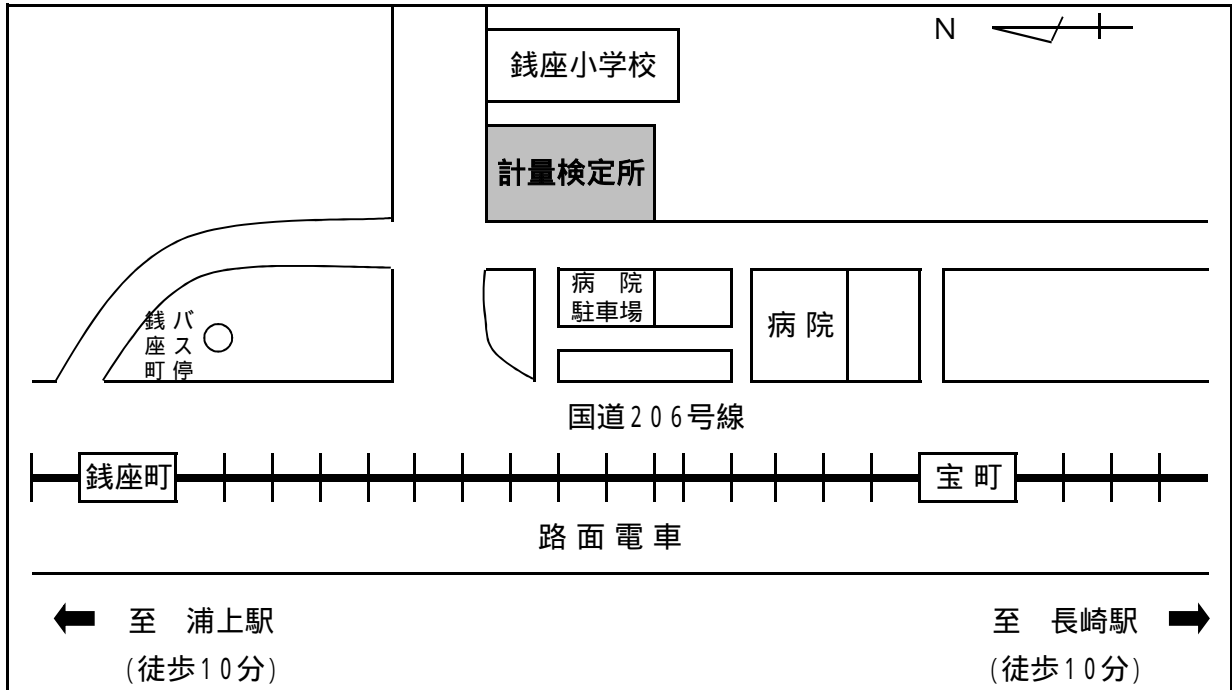 N
銭座小学校
計量検定所
病　院
駐車場
病 院
バス停
銭座町
国道２０６号線
銭座町
宝 町
路 面 電 車
至　浦上駅
(徒歩１０分)
至　長崎駅
(徒歩１０分)